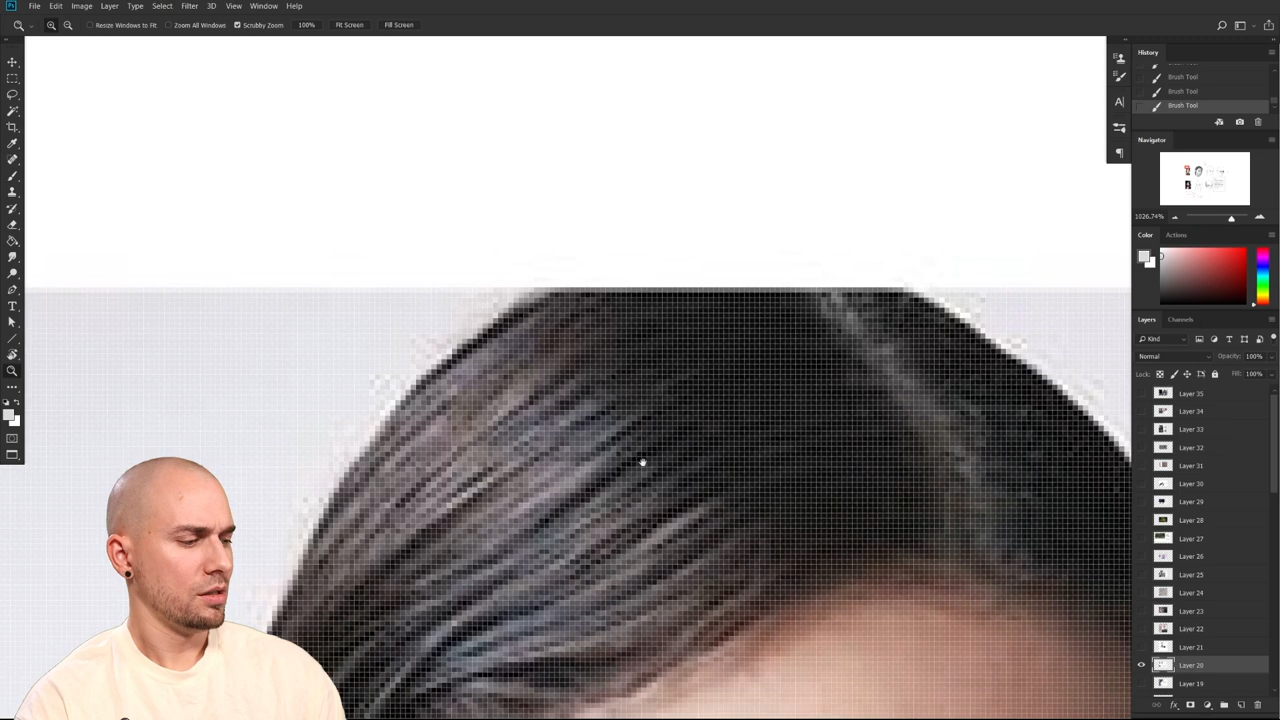 Ps File Edit Image Layer Type Select Filter 3D View Window Help
Resize Windows to Fit Zoom All Windows Scrubby Zoom 100% Fit Screen Fill Screen
History
Brush Tool
Brush Tool
Brush Tool
Navigator
1026.74%
Color Actions
Layers Channels
Kind
Normal Opacity: 100%
Lock: Fill: 100%
Layer 35
Layer 34
Layer 33
Layer 32
Layer 31
Layer 30
Layer 29
Layer 28
Layer 27
Layer 26
Layer 25
Layer 24
Layer 23
Layer 22
Layer 21
Layer 20
Layer 19